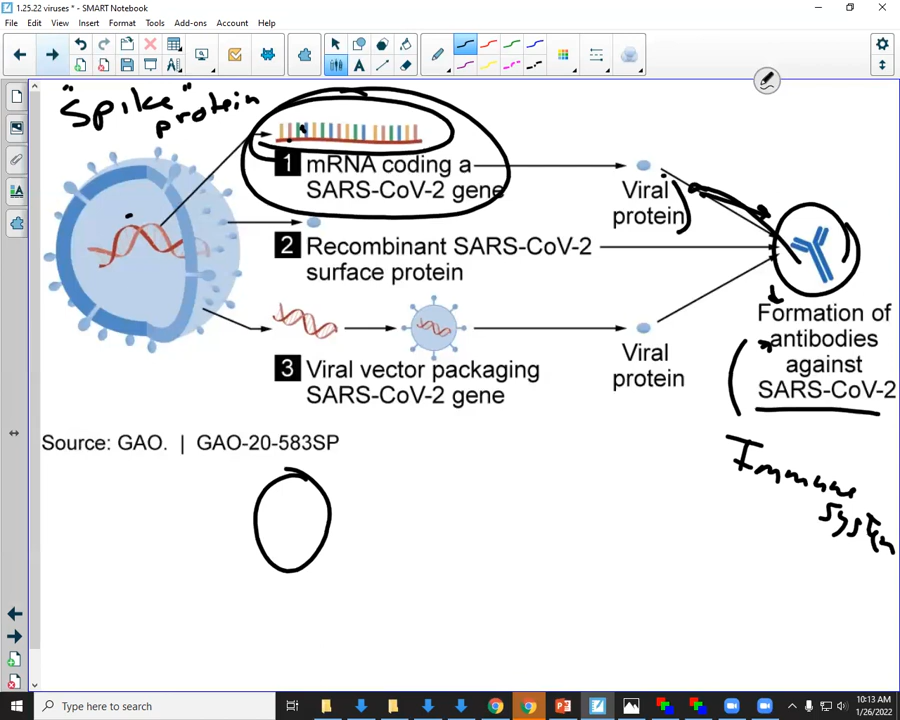 1.25.22 viruses * - SMART Notebook
File Edit View Insert Format Tools Add-ons Account Help
"Spike"
protein
1 mRNA coding a
SARS-CoV-2 gene
Viral
protein
2 Recombinant SARS-CoV-2
surface protein
3 Viral vector packaging
SARS-CoV-2 gene
Viral
protein
Formation of
antibodies
against
SARS-CoV-2
Source: GAO. | GAO-20-583SP
Immune
System
Type here to search
10:13 AM
1/26/2022